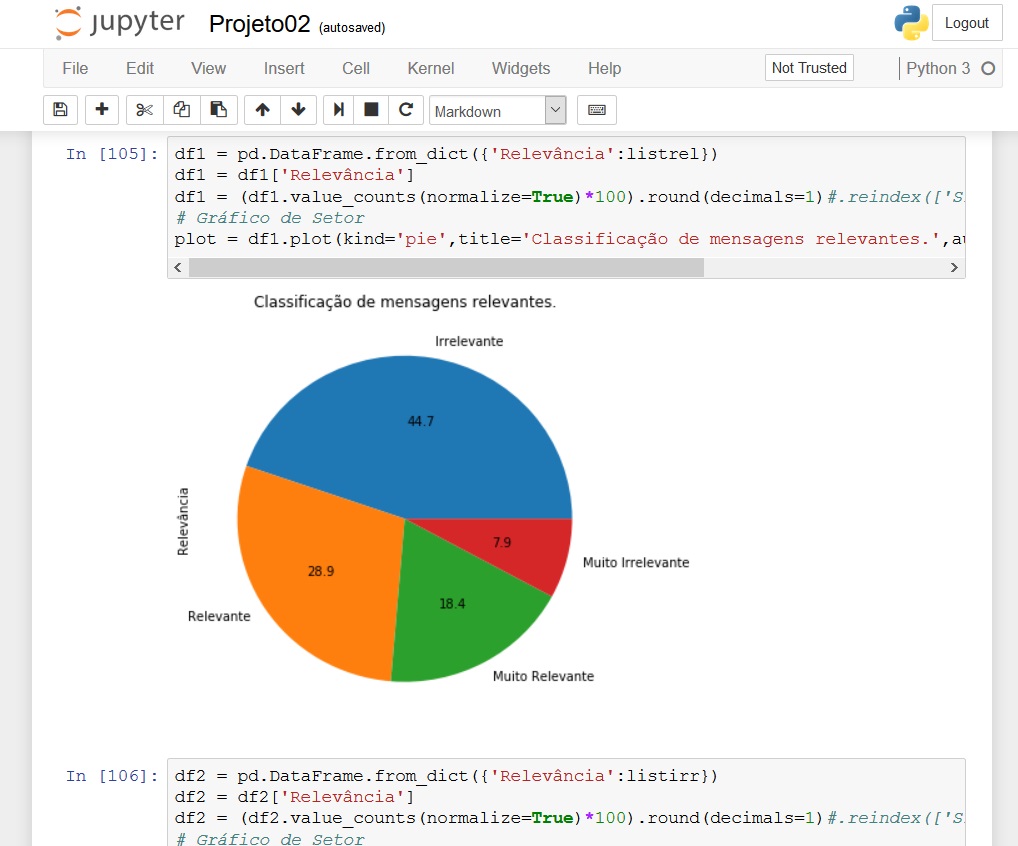 jupyter Projeto02 (autosaved)
Logout
File Edit View Insert Cell Kernel Widgets Help
Not Trusted
Python 3
Markdown
In [105]:
df1 = pd.DataFrame.from_dict({'Relevância':listrel})
df1 = df1['Relevância']
df1 = (df1.value_counts(normalize=True)*100).round(decimals=1)#.reindex(['S
# Gráfico de Setor
plot = df1.plot(kind='pie',title='Classificação de mensagens relevantes.',au
Classificação de mensagens relevantes.
Irrelevante
44.7
Relevância
7.9
Muito Irrelevante
28.9
18.4
Relevante
Muito Relevante
In [106]:
df2 = pd.DataFrame.from_dict({'Relevância':listirr})
df2 = df2['Relevância']
df2 = (df2.value_counts(normalize=True)*100).round(decimals=1)#.reindex(['S
# Gráfico de Setor